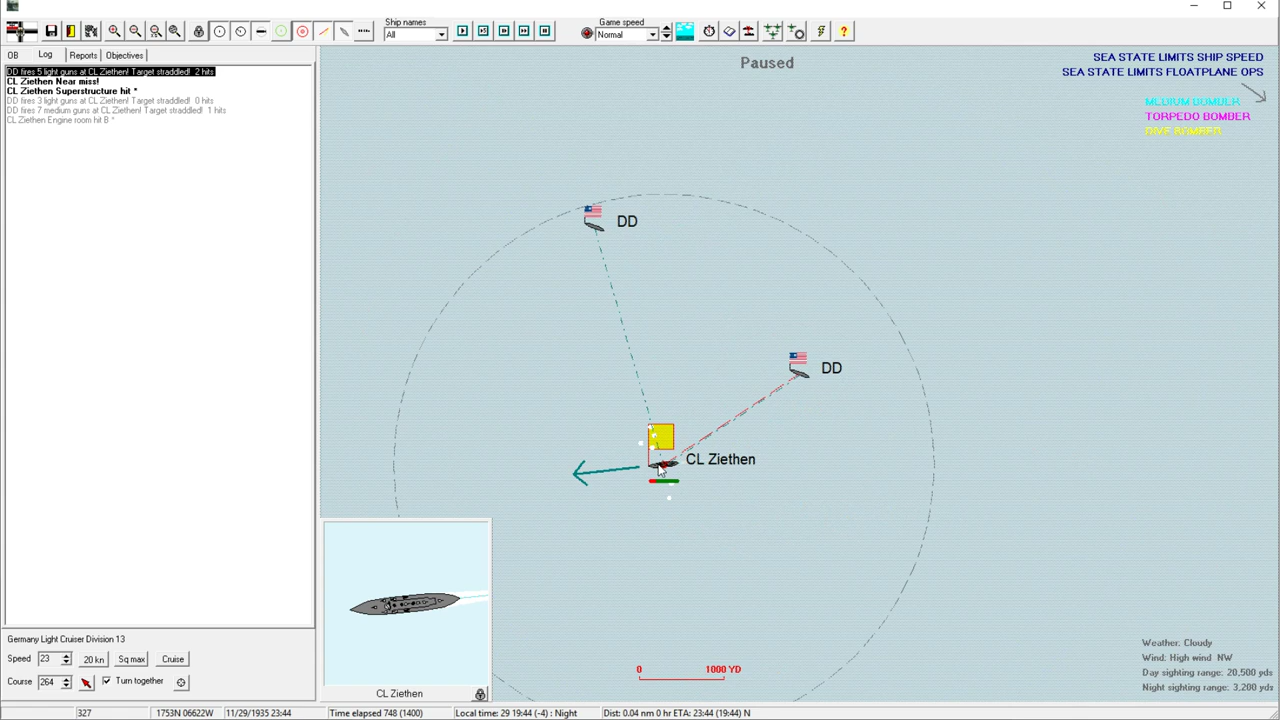 Ship names
Game speed
All
Normal
OB
Log
Reports
Objectives
DD fires 5 light guns at CL Ziethen! Target straddled! 2 hits
CL Ziethen Near miss!
CL Ziethen Superstructure hit *
DD fires 3 light guns at CL Ziethen! Target straddled! 0 hits
DD fires 7 medium guns at CL Ziethen! Target straddled! 1 hits
CL Ziethen Engine room hit B *
Paused
SEA STATE LIMITS SHIP SPEED
SEA STATE LIMITS FLOATPLANE OPS
MEDIUM BOMBER
TORPEDO BOMBER
DIVE BOMBER
DD
DD
CL Ziethen
0 1000 YD
CL Ziethen
Weather: Cloudy
Wind: High wind NW
Day sighting range: 20,500 yds
Night sighting range: 3,200 yds
Germany Light Cruiser Division 13
Speed 23 20 kn Sq max Cruise
Course 264 Turn together
327 1753N 06622W 11/29/1935 23:44 Time elapsed 748 (1400) Local time: 29 19:44 (-4) : Night Dist: 0.04 nm 0 hr ETA: 23:44 (19:44) N